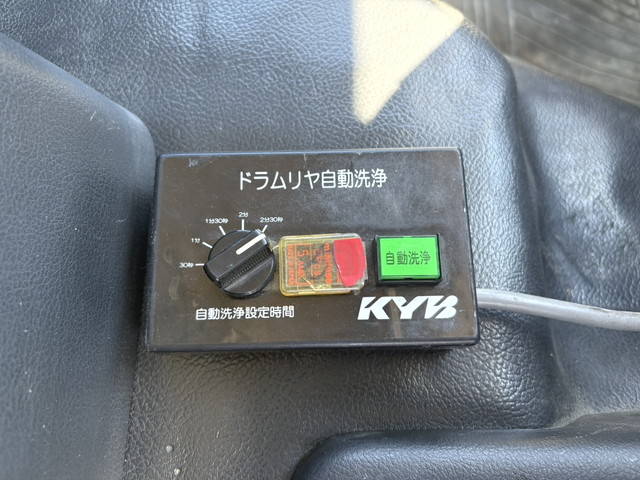 ドラムリヤ自動洗浄
30秒
1分
1分30秒
2分
2分30秒
自動洗浄
自動洗浄設定時間
KYB